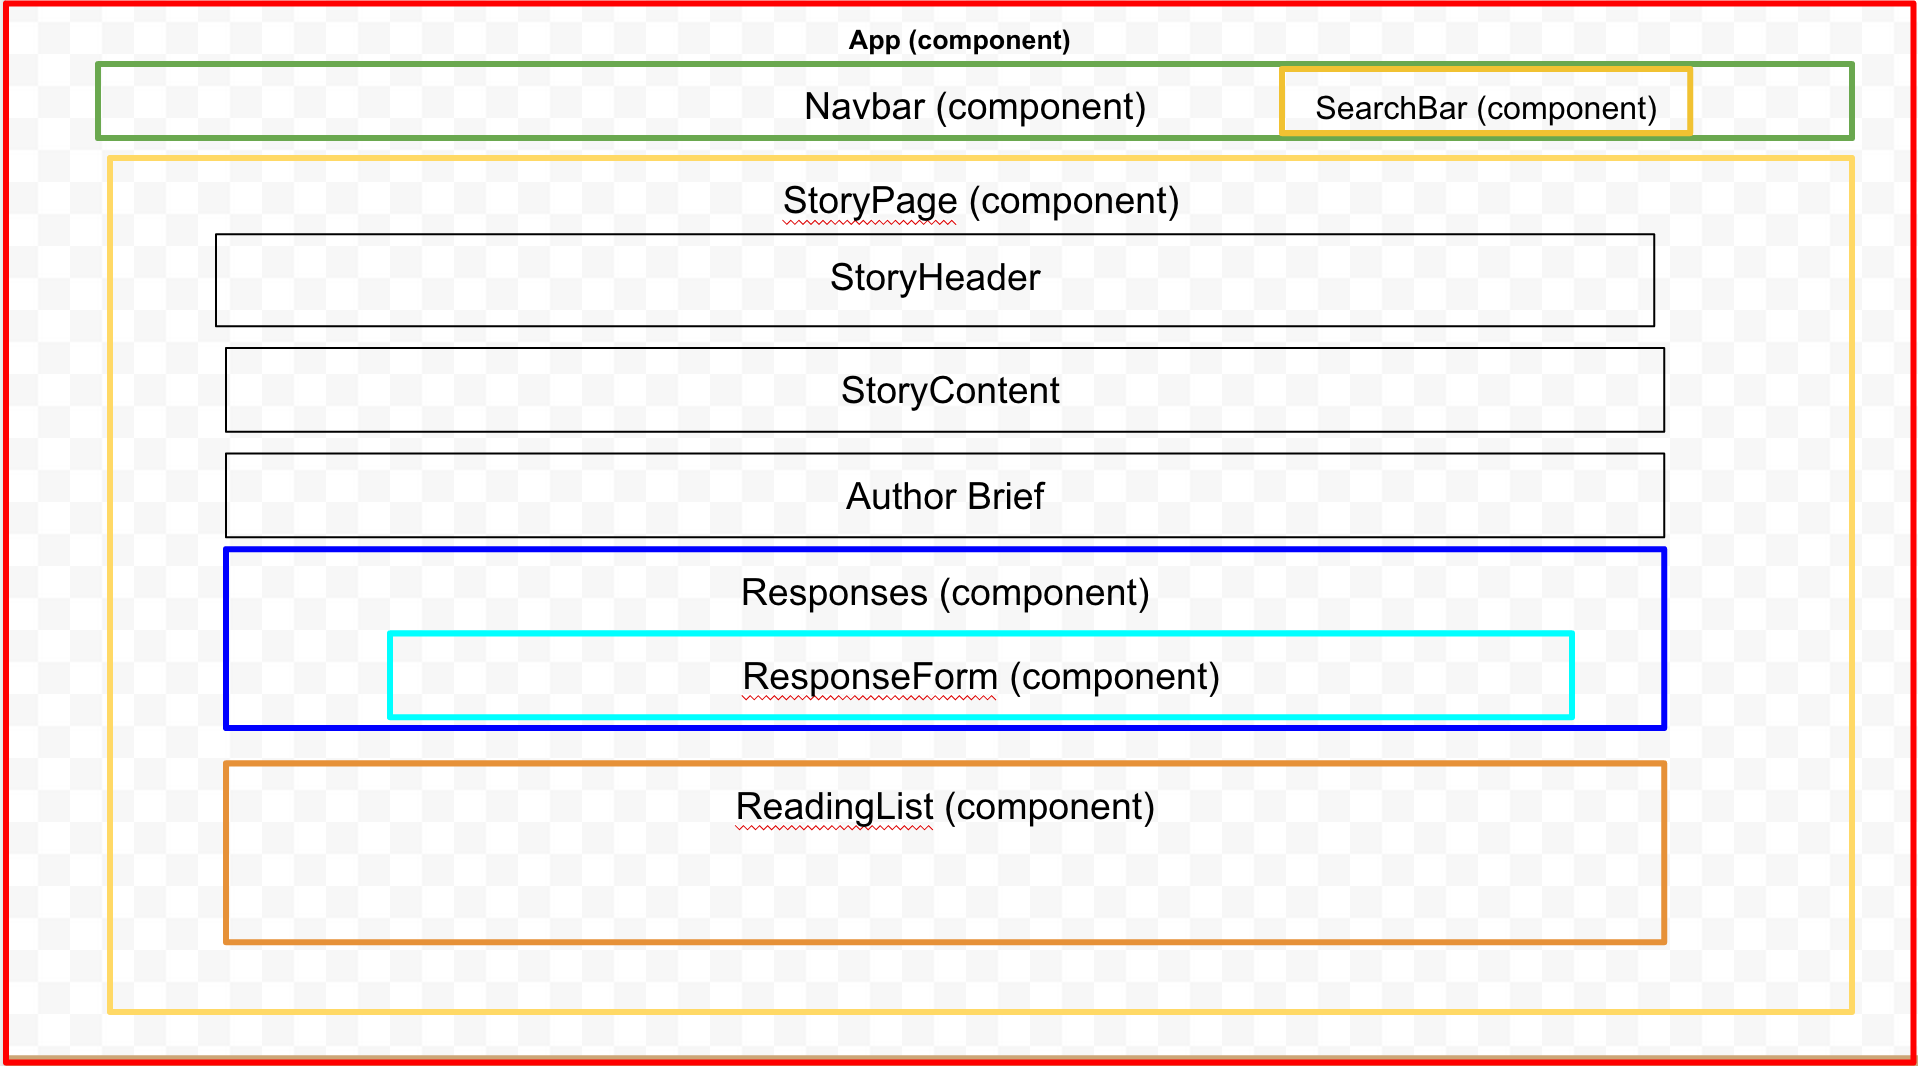 App (component)
Navbar (component)
SearchBar (component)
StoryPage (component)
StoryHeader
StoryContent
Author Brief
Responses (component)
ResponseForm (component)
ReadingList (component)